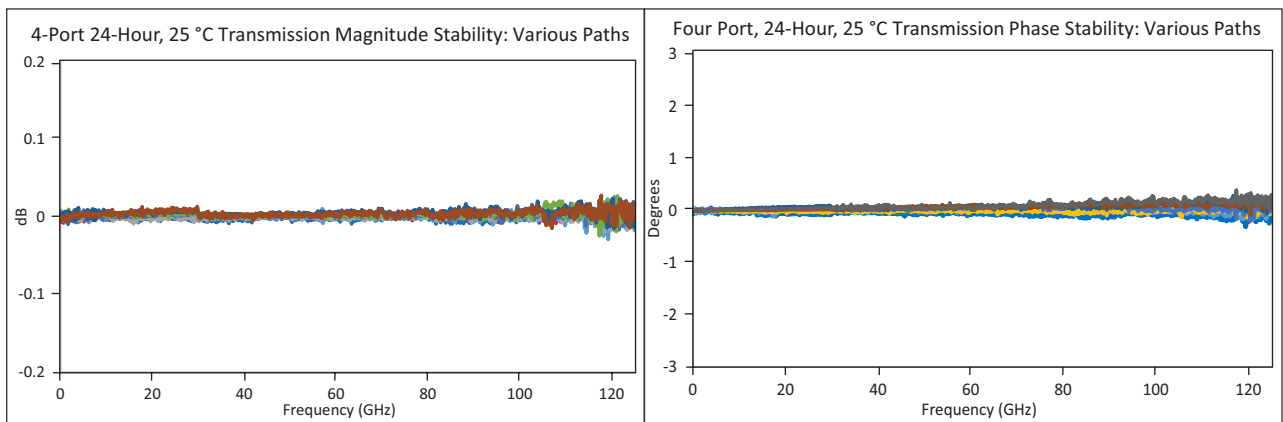 4-Port 24-Hour, 25 °C Transmission Magnitude Stability: Various Paths
0.2
0.1
0
-0.1
-0.2
dB
0 20 40 60 80 100 120
Frequency (GHz)
Four Port, 24-Hour, 25 °C Transmission Phase Stability: Various Paths
3
2
1
0
-1
-2
-3
Degrees
0 20 40 60 80 100 120
Frequency (GHz)